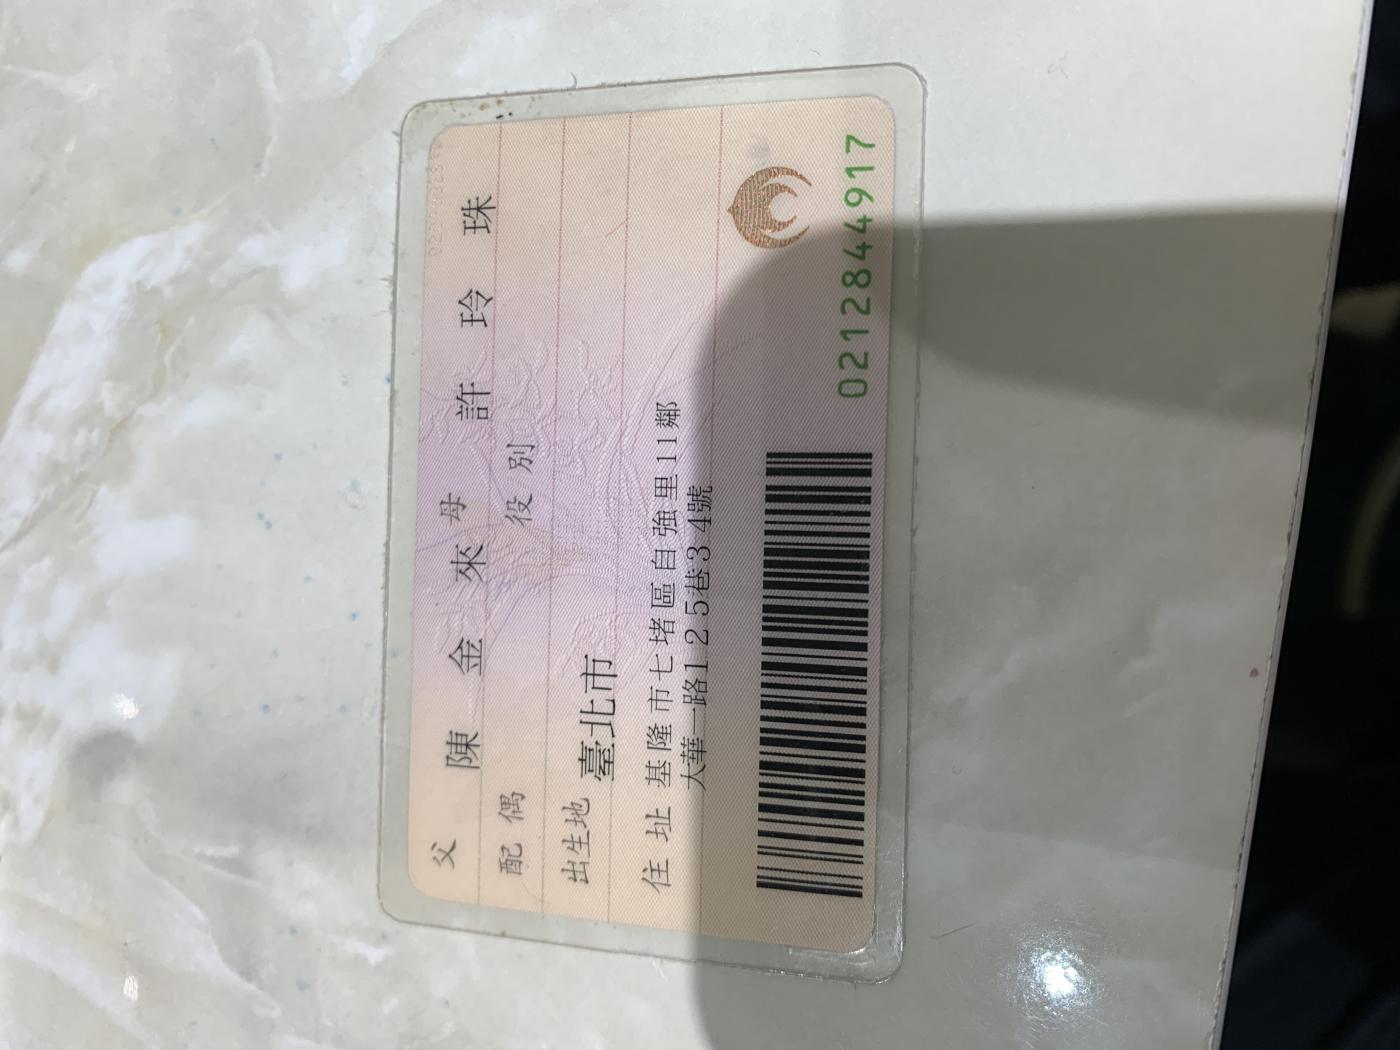 父 陳金來 母 許玲珠
配偶 役別
出生地 臺北市
住址 基隆市七堵區自強里11鄰
大華一路125巷34號
0212844917